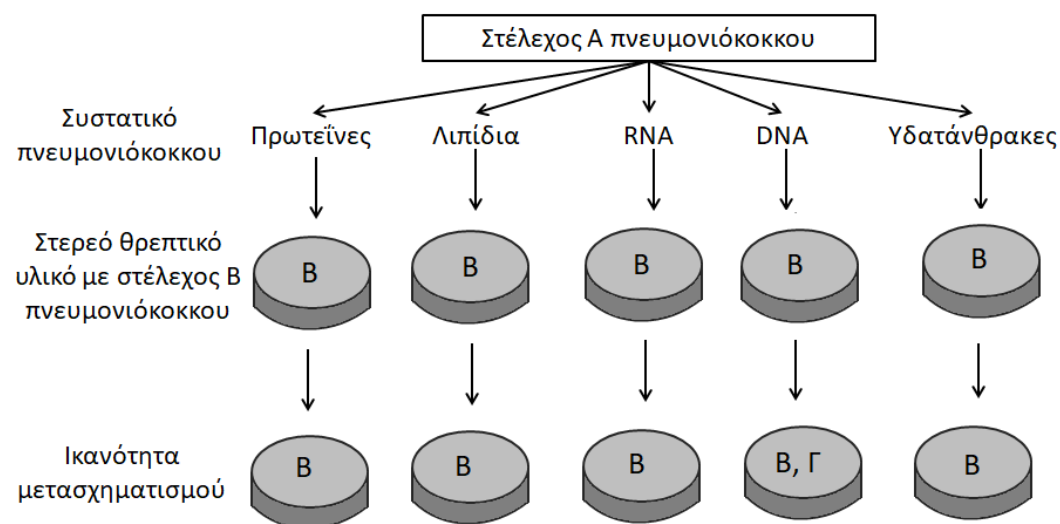 Στέλεχος Α πνευμονιόκοκκου
Συστατικό
πνευμονιόκοκκου
Πρωτεΐνες
Λιπίδια
RNA
DNA
Υδατάνθρακες
Στερεό θρεπτικό
υλικό με στέλεχος Β
πνευμονιόκοκκου
Β
Β
Β
Β
Β
Ικανότητα
μετασχηματισμού
Β
Β
Β
Β, Γ
Β